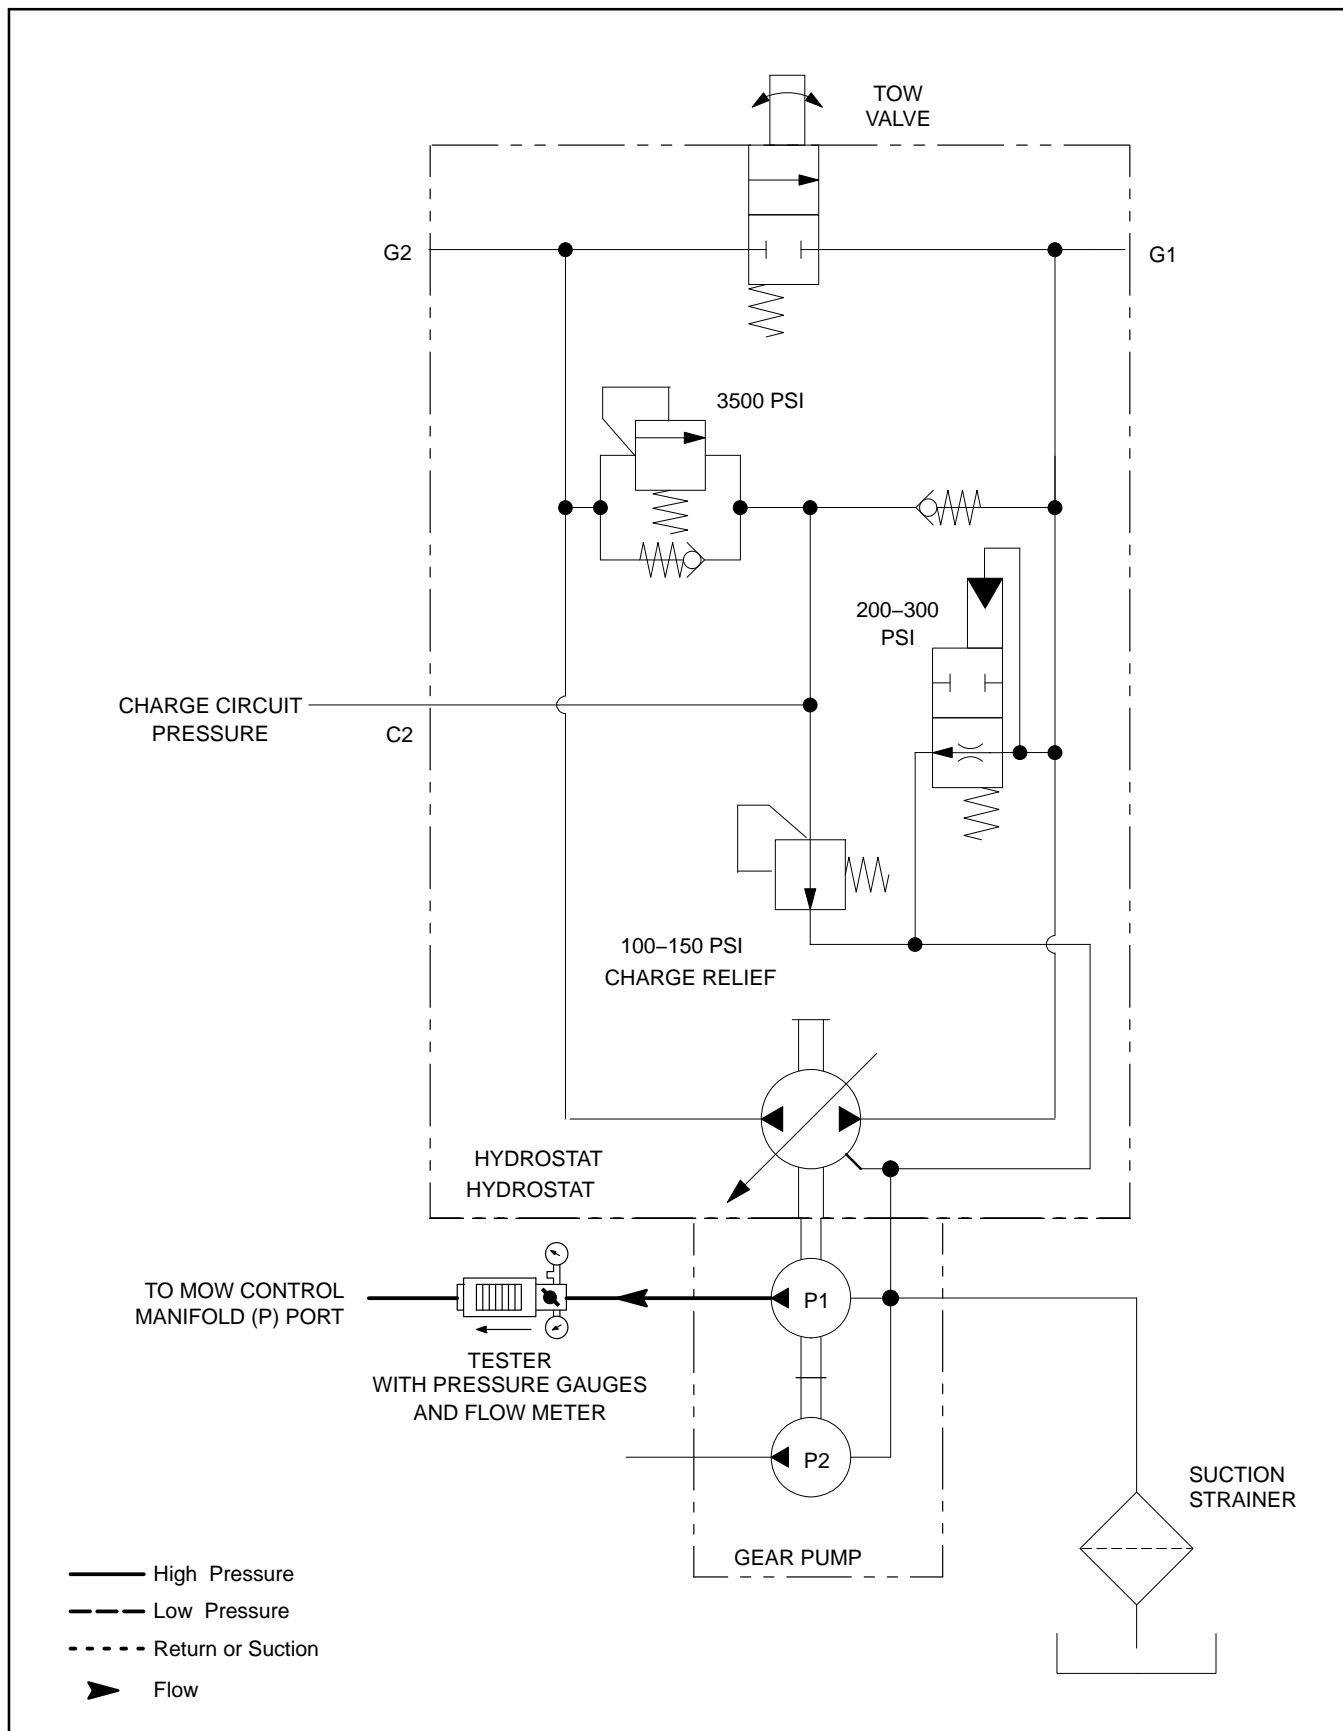 TOW
VALVE
G2
G1
3500 PSI
200–300
PSI
CHARGE CIRCUIT
PRESSURE
C2
100–150 PSI
CHARGE RELIEF
HYDROSTAT
HYDROSTAT
TO MOW CONTROL
MANIFOLD (P) PORT
P1
TESTER
WITH PRESSURE GAUGES
AND FLOW METER
P2
SUCTION
STRAINER
GEAR PUMP
High Pressure
Low Pressure
Return or Suction
Flow